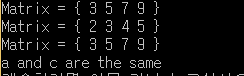 Matrix = { 3 5 7 9 }
Matrix = { 2 3 4 5 }
Matrix = { 3 5 7 9 }
a and c are the same